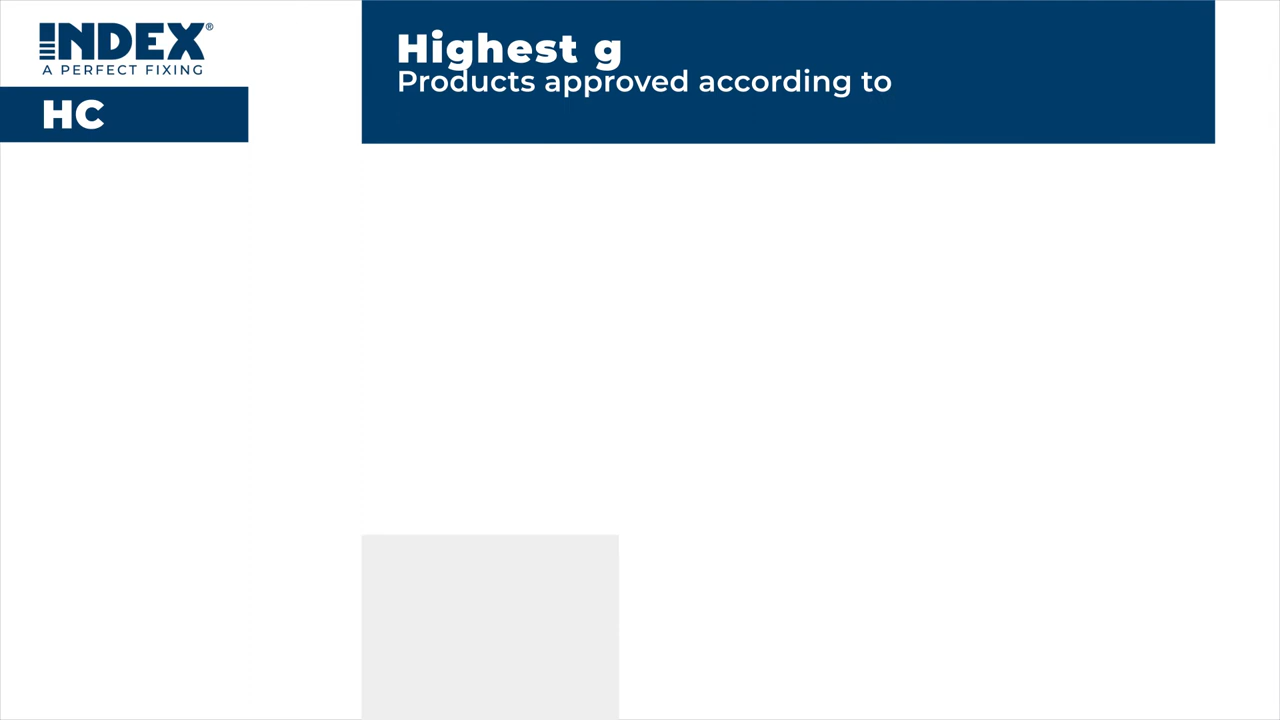 INDEX®
A PERFECT FIXING
HC
Highest g
Products approved according to